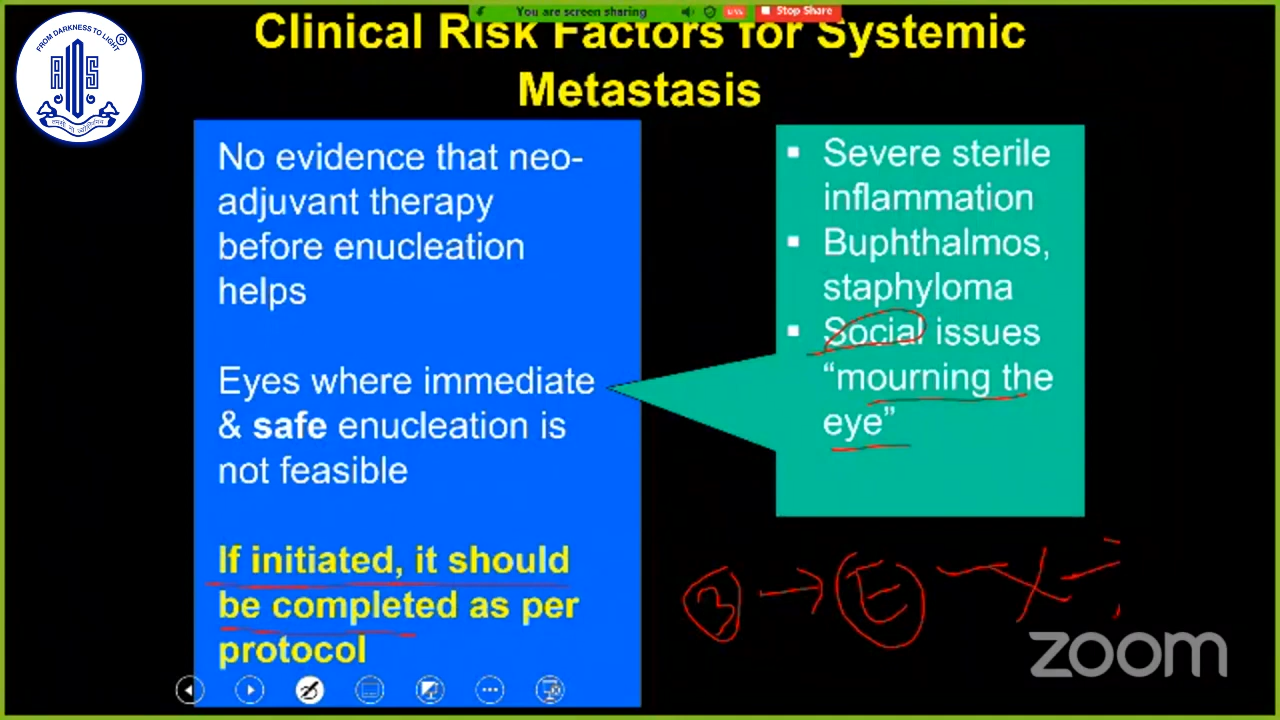 You are screen sharing
Stop Share
Clinical Risk Factors for Systemic
Metastasis
FROM DARKNESS TO LIGHT
®
AIOS
No evidence that neo-
adjuvant therapy
before enucleation
helps
Eyes where immediate
& safe enucleation is
not feasible
If initiated, it should
be completed as per
protocol
▪ Severe sterile
inflammation
▪ Buphthalmos,
staphyloma
▪ Social issues
“mourning the
eye”
3 → E
zoom